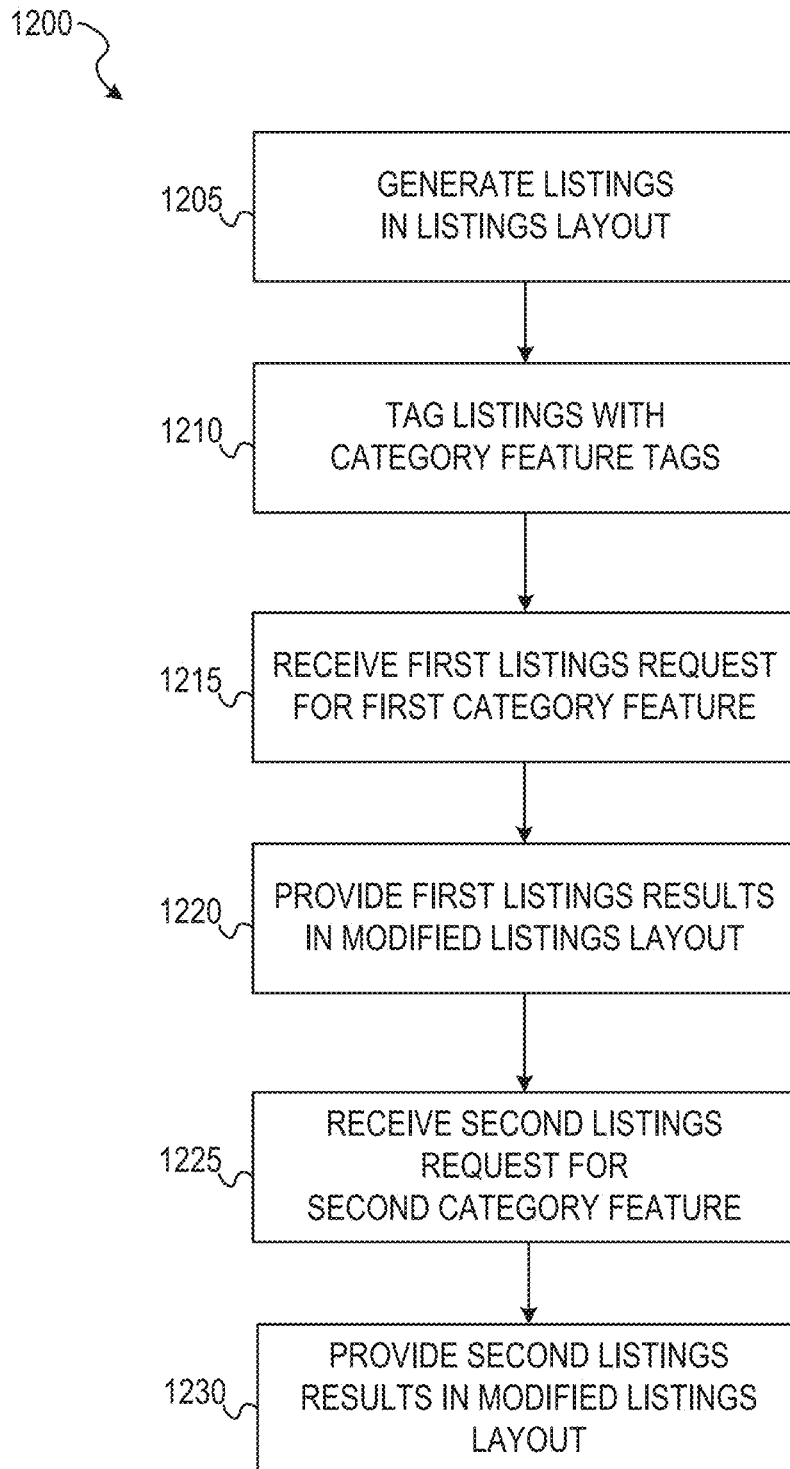 1200
1205
GENERATE LISTINGS
IN LISTINGS LAYOUT
1210
TAG LISTINGS WITH
CATEGORY FEATURE TAGS
1215
RECEIVE FIRST LISTINGS REQUEST
FOR FIRST CATEGORY FEATURE
1220
PROVIDE FIRST LISTINGS RESULTS
IN MODIFIED LISTINGS LAYOUT
1225
RECEIVE SECOND LISTINGS
REQUEST FOR
SECOND CATEGORY FEATURE
1230
PROVIDE SECOND LISTINGS
RESULTS IN MODIFIED LISTINGS
LAYOUT